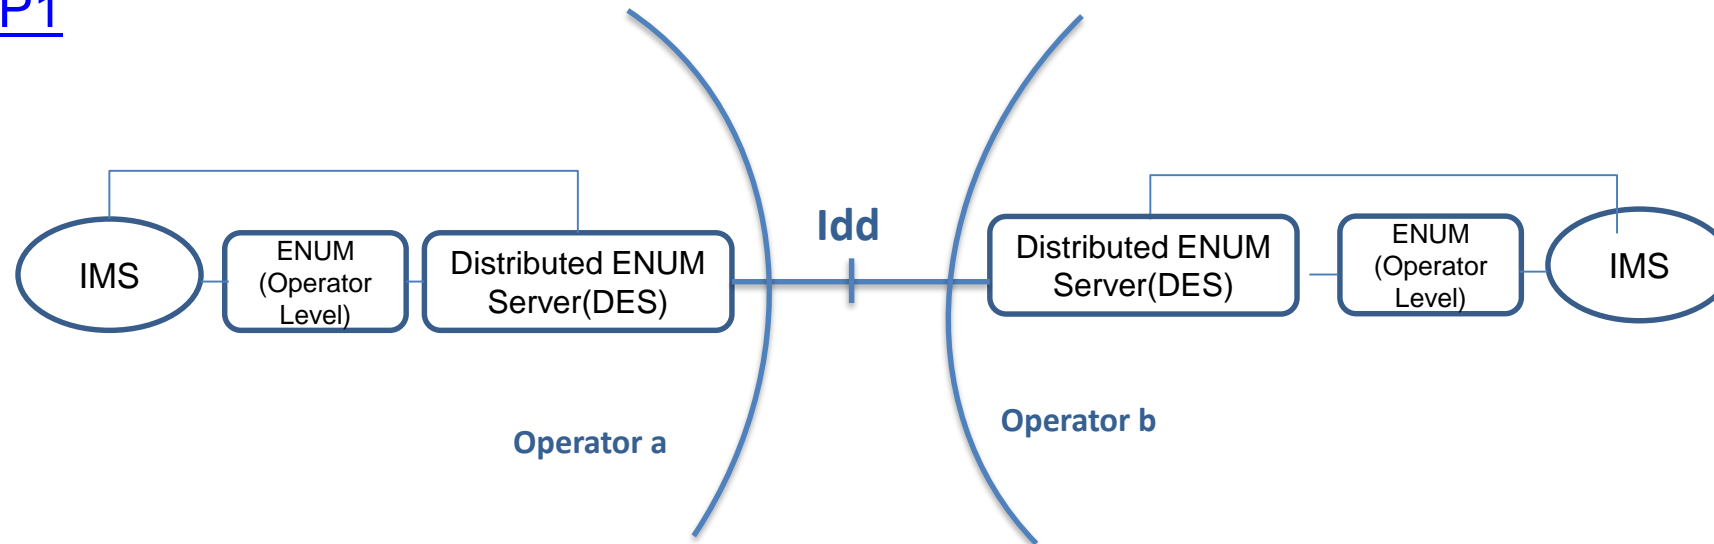 P1
Idd
IMS
ENUM
(Operator
Level)
Distributed ENUM
Server(DES)
Distributed ENUM
Server(DES)
ENUM
(Operator
Level)
IMS
Operator a
Operator b